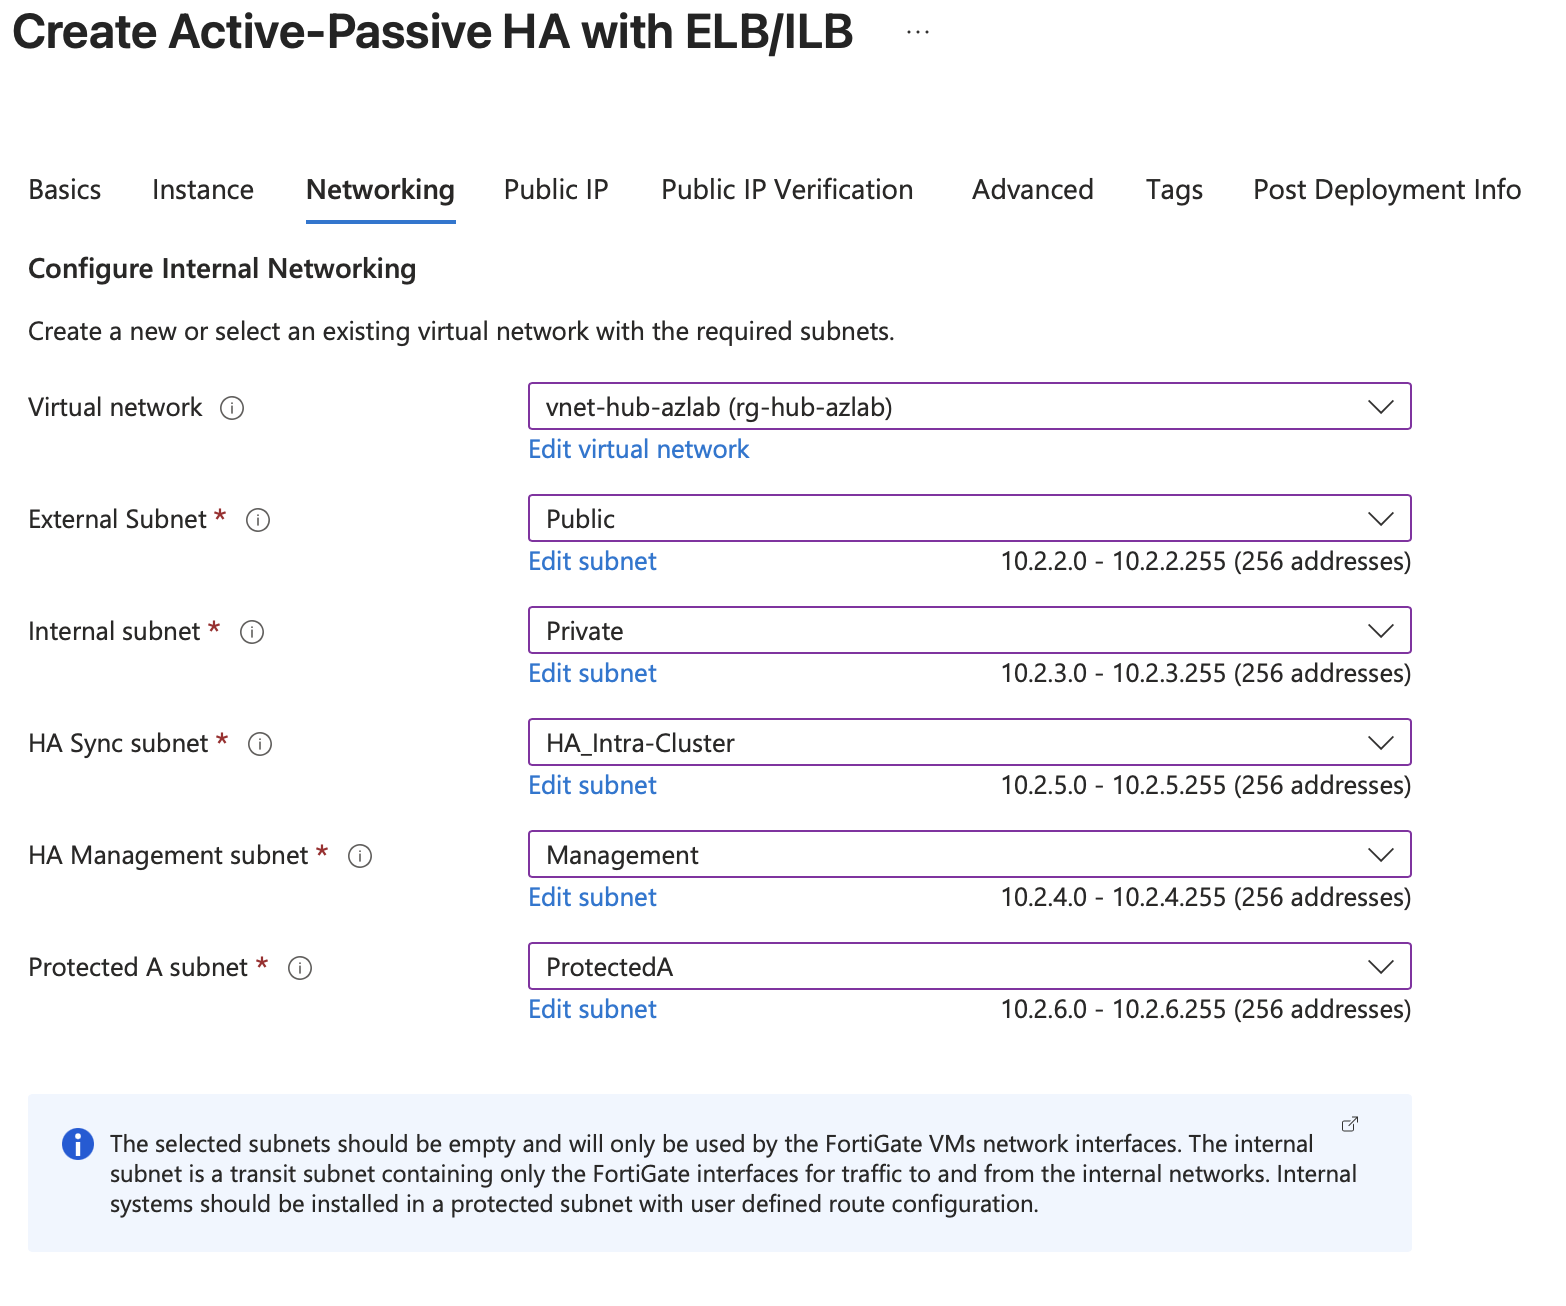 Create Active-Passive HA with ELB/ILB ...
Basics Instance Networking Public IP Public IP Verification Advanced Tags Post Deployment Info
Configure Internal Networking
Create a new or select an existing virtual network with the required subnets.
Virtual network vnet-hub-azlab (rg-hub-azlab)
Edit virtual network
External Subnet * Public
Edit subnet 10.2.2.0 - 10.2.2.255 (256 addresses)
Internal subnet * Private
Edit subnet 10.2.3.0 - 10.2.3.255 (256 addresses)
HA Sync subnet * HA_Intra-Cluster
Edit subnet 10.2.5.0 - 10.2.5.255 (256 addresses)
HA Management subnet * Management
Edit subnet 10.2.4.0 - 10.2.4.255 (256 addresses)
Protected A subnet * ProtectedA
Edit subnet 10.2.6.0 - 10.2.6.255 (256 addresses)
The selected subnets should be empty and will only be used by the FortiGate VMs network interfaces. The internal
subnet is a transit subnet containing only the FortiGate interfaces for traffic to and from the internal networks. Internal
systems should be installed in a protected subnet with user defined route configuration.